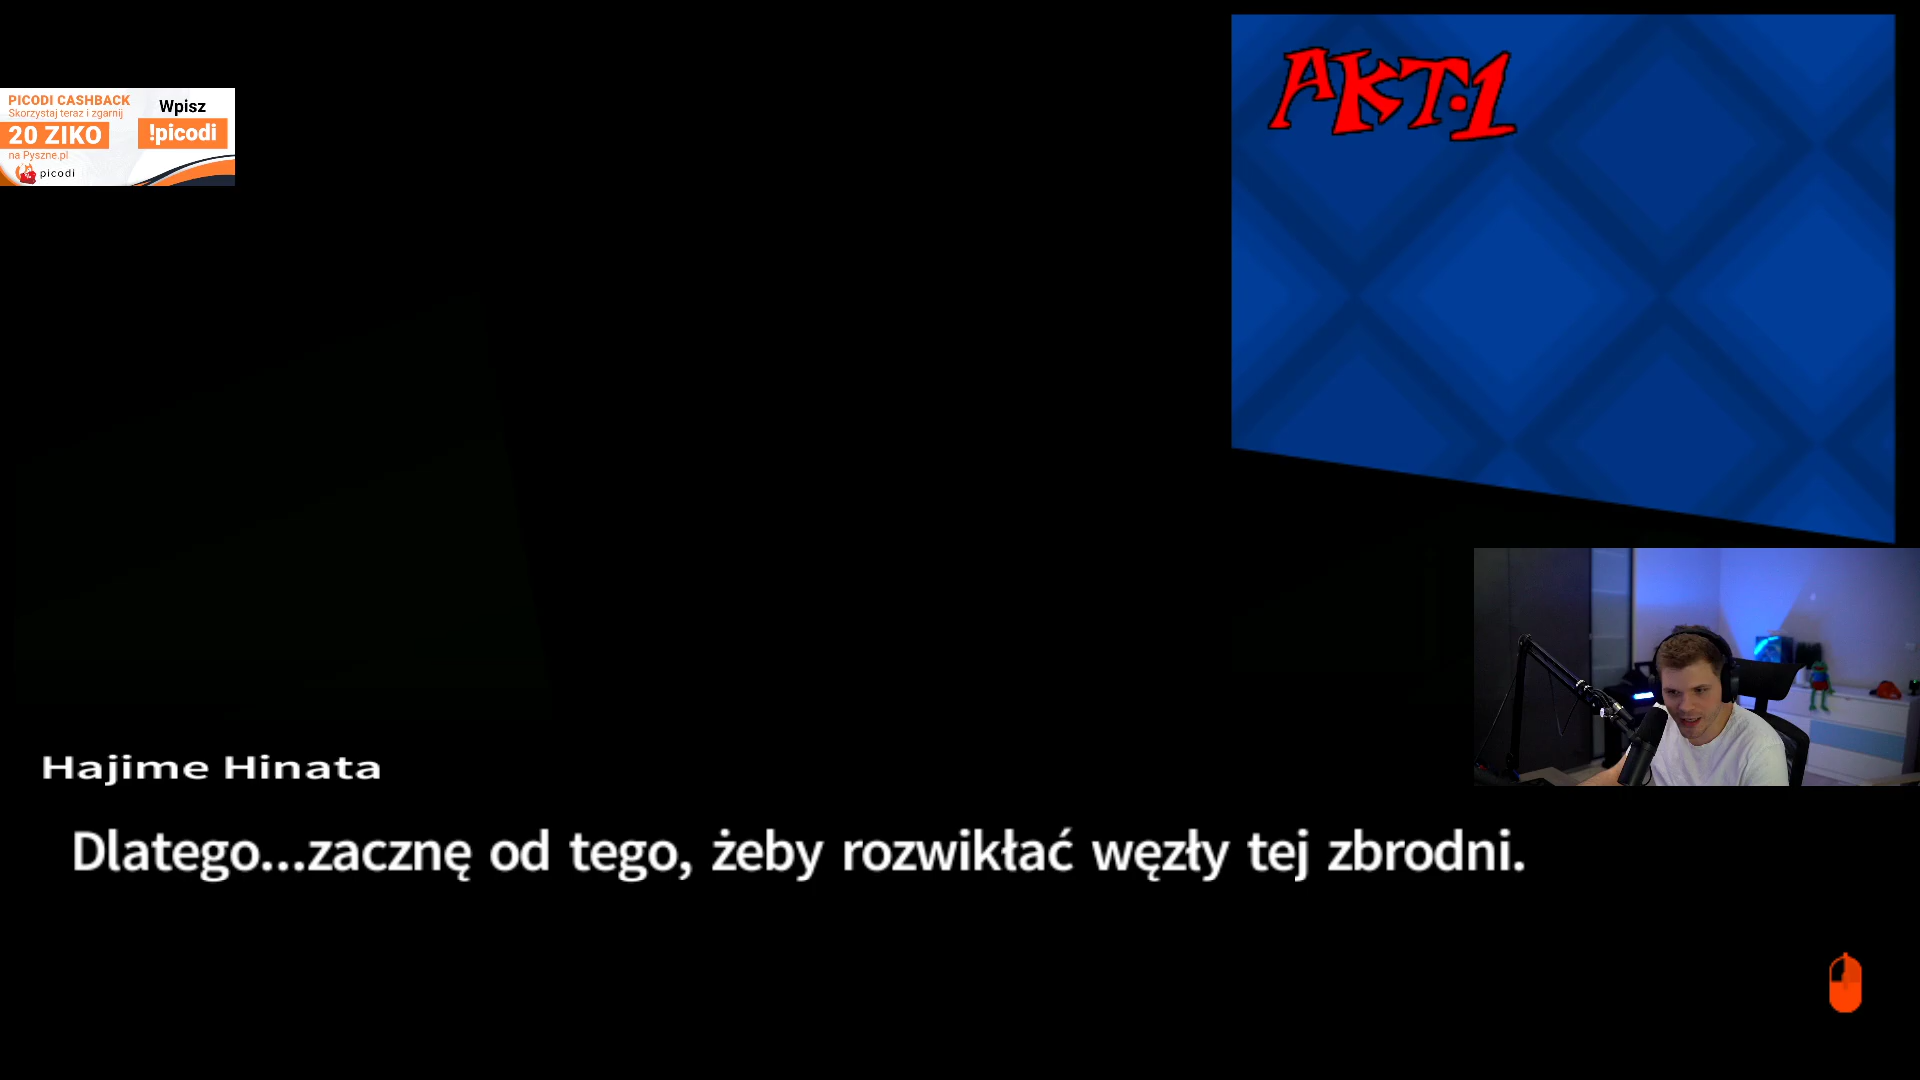 AKT.1
PICODI CASHBACK
Skorzystaj teraz i zgarnij
20 ZIKO
na Pyszne.pl
picodi
Wpisz
!picodi
Hajime Hinata
Dlatego...zacznę od tego, żeby rozwikłać węzły tej zbrodni.